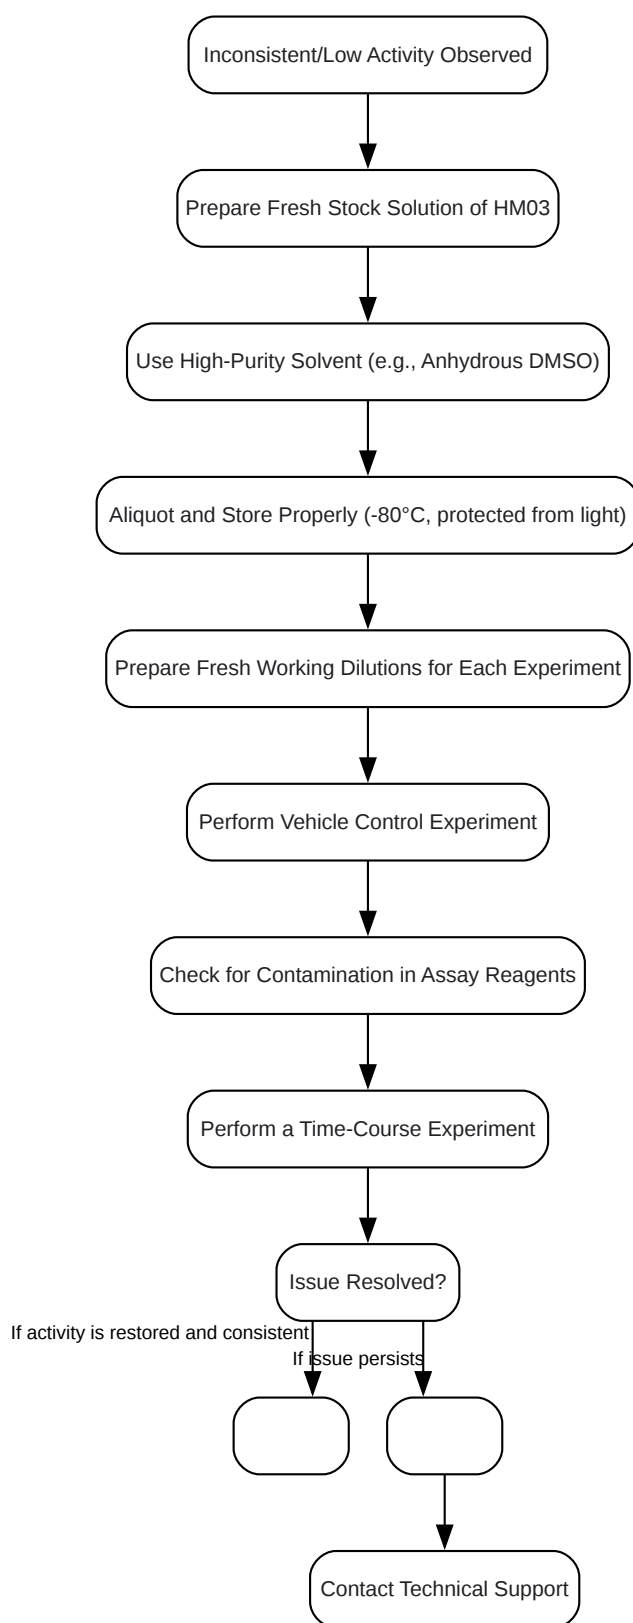 Inconsistent/Low Activity Observed
Prepare Fresh Stock Solution of HM03
Use High-Purity Solvent (e.g., Anhydrous DMSO)
Aliquot and Store Properly (-80°C, protected from light)
Prepare Fresh Working Dilutions for Each Experiment
Perform Vehicle Control Experiment
Check for Contamination in Assay Reagents
Perform a Time-Course Experiment
Issue Resolved?
If activity is restored and consistent
If issue persists
Contact Technical Support